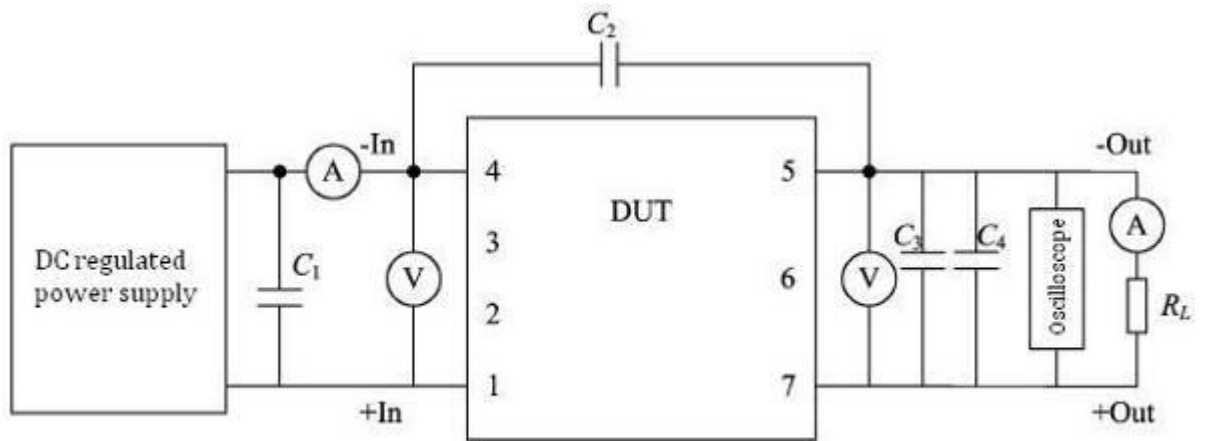 C2
-In
-Out
A
4
5
DUT
A
DC regulated
power supply
C1
V
3
6
V
C3
C4
Oscilloscope
RL
2
1
7
+In
+Out